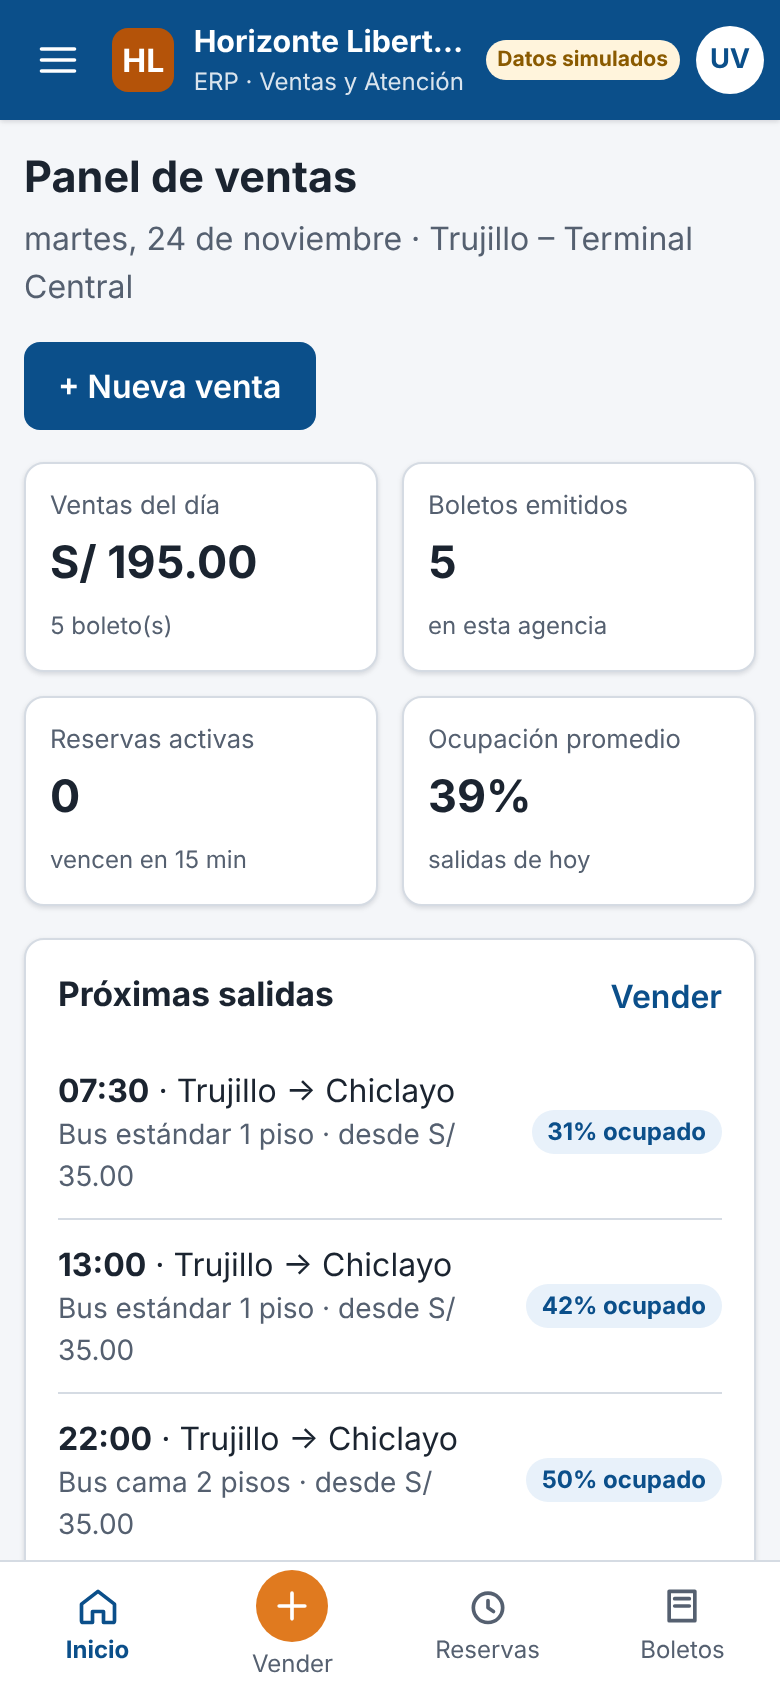 HL
Horizonte Libert...
ERP · Ventas y Atención
Datos simulados
UV
Panel de ventas
martes, 24 de noviembre · Trujillo – Terminal
Central
+ Nueva venta
Ventas del día
S/ 195.00
5 boleto(s)
Boletos emitidos
5
en esta agencia
Reservas activas
0
vencen en 15 min
Ocupación promedio
39%
salidas de hoy
Próximas salidas
Vender
07:30 · Trujillo → Chiclayo
Bus estándar 1 piso · desde S/
35.00
31% ocupado
13:00 · Trujillo → Chiclayo
Bus estándar 1 piso · desde S/
35.00
42% ocupado
22:00 · Trujillo → Chiclayo
Bus cama 2 pisos · desde S/
35.00
50% ocupado
Inicio
Vender
Reservas
Boletos